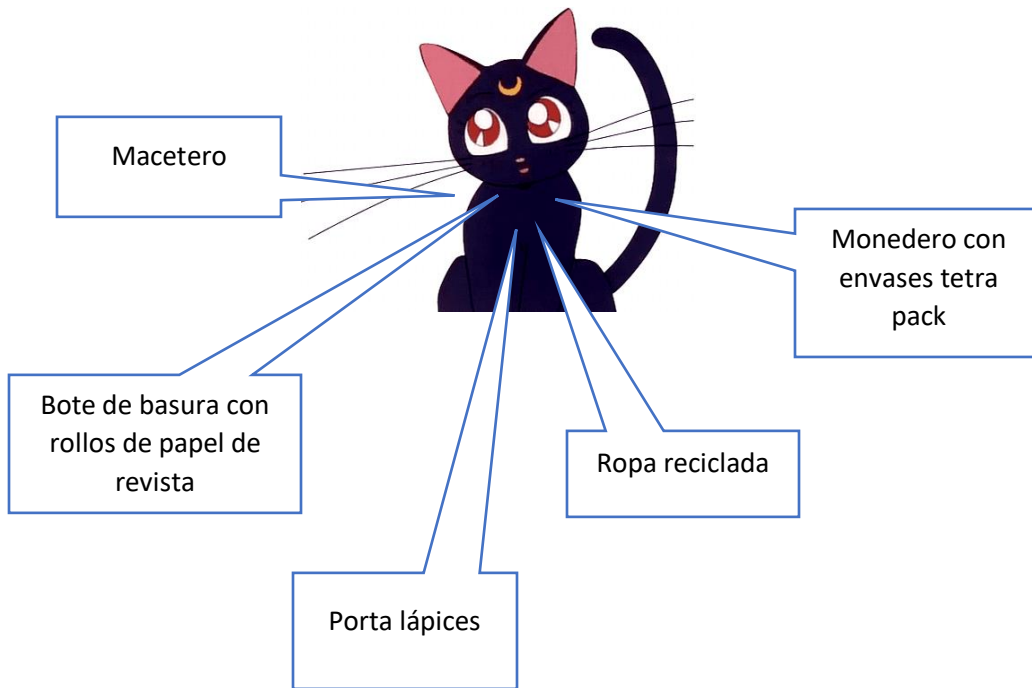 Macetero
Monedero con
envases tetra
pack
Bote de basura con
rollos de papel de
revista
Ropa reciclada
Porta lápices